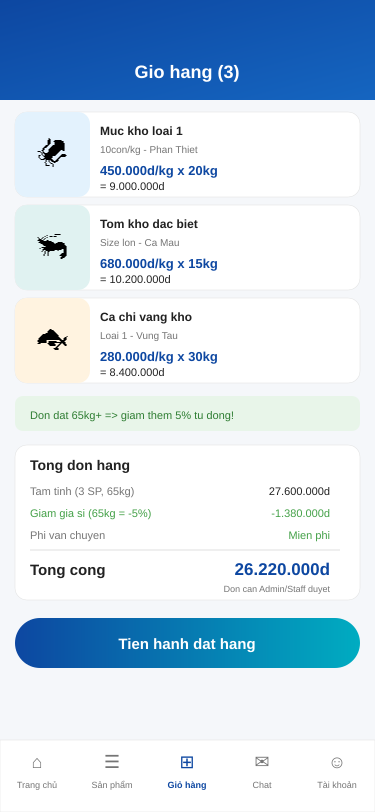 Gio hang (3)
Muc kho loai 1
10con/kg - Phan Thiet
450.000d/kg x 20kg
= 9.000.000d
Tom kho dac biet
Size lon - Ca Mau
680.000d/kg x 15kg
= 10.200.000d
Ca chi vang kho
Loai 1 - Vung Tau
280.000d/kg x 30kg
= 8.400.000d
Don dat 65kg+ => giam them 5% tu dong!
Tong don hang
Tam tinh (3 SP, 65kg) 27.600.000d
Giam gia si (65kg = -5%) -1.380.000d
Phi van chuyen Mien phi
Tong cong 26.220.000d
Don can Admin/Staff duyet
Tien hanh dat hang
Trang chủ Sản phẩm Giỏ hàng Chat Tài khoản